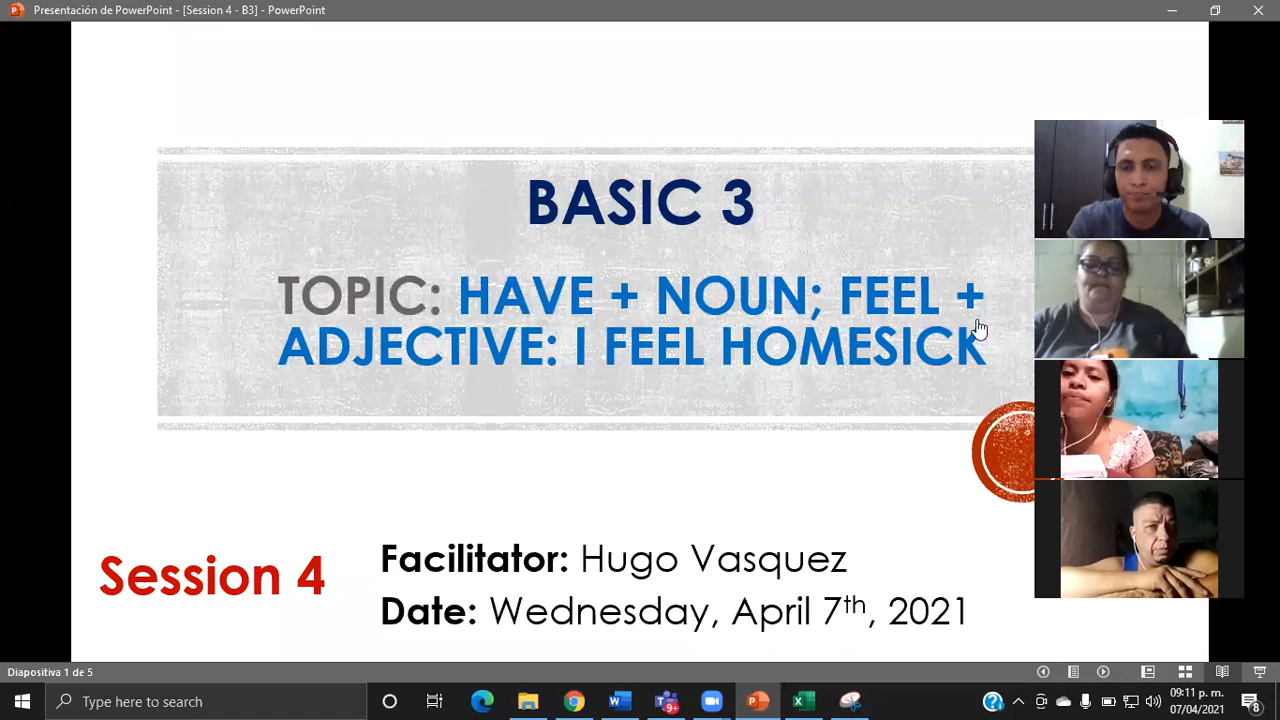 Presentación de PowerPoint - [Session 4 - B3] - PowerPoint
BASIC 3
TOPIC: HAVE + NOUN; FEEL +
ADJECTIVE: I FEEL HOMESICK
Session 4
Facilitator: Hugo Vasquez
Date: Wednesday, April 7th, 2021
Diapositiva 1 de 5
Type here to search
9+
09:11 p. m.
07/04/2021
8